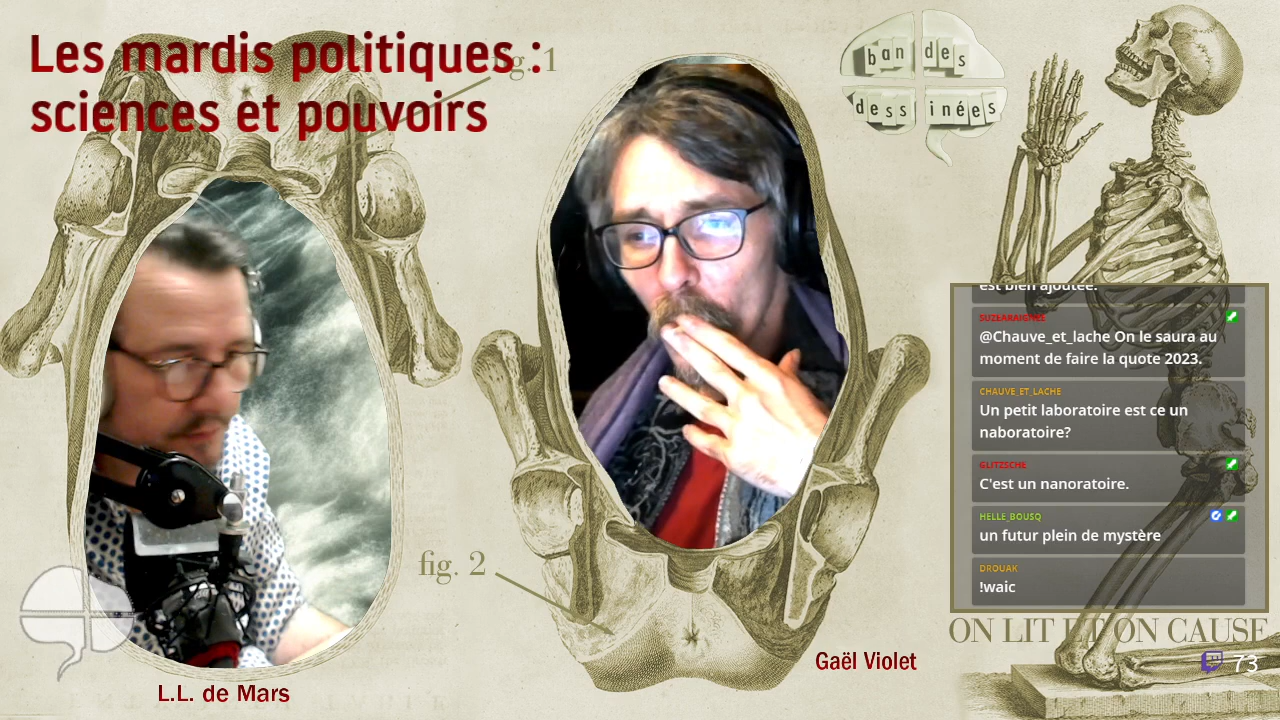 Les mardis politiques :
sciences et pouvoirs
fig. 1
ban des
dess inées
est bien ajoutée.
SUZEARAIGNÉE
@Chauve_et_lache On le saura au
moment de faire la quote 2023.
CHAUVE_ET_LACHE
Un petit laboratoire est ce un
naboratoire?
GLITZSCHE
C'est un nanoratoire.
HELLE_BOUSQ
un futur plein de mystère
DROUAK
!waic
fig. 2
ON LIT ET ON CAUSE
73
Gaël Violet
L.L. de Mars